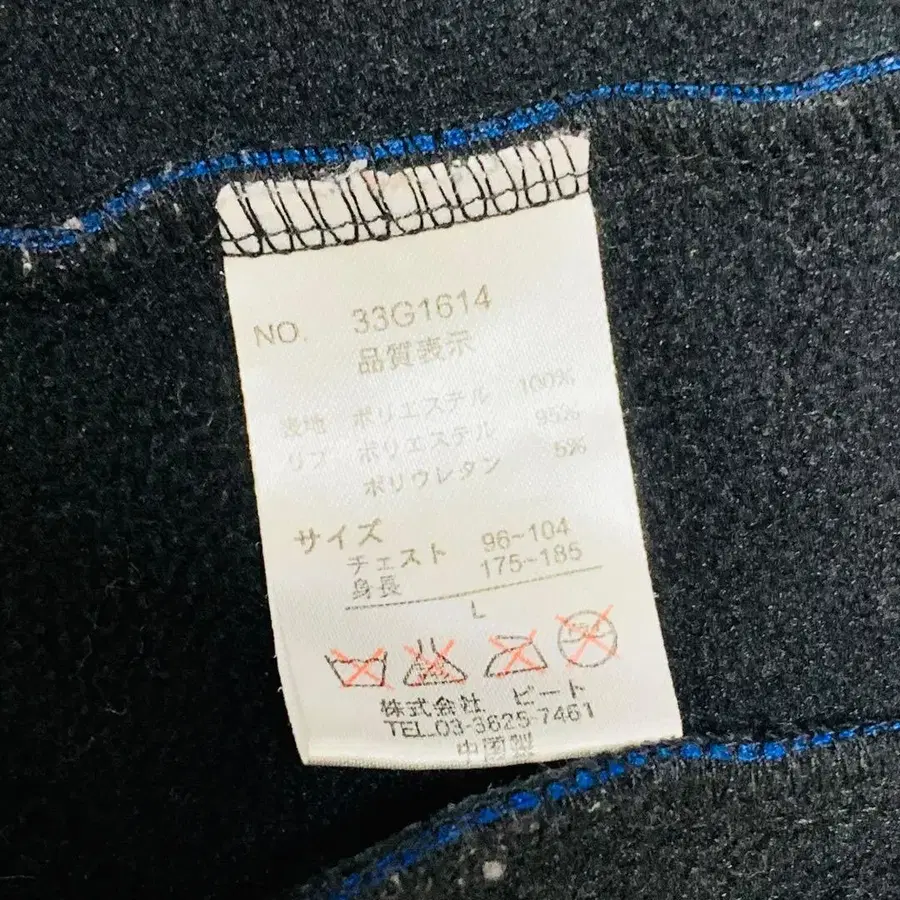 NO. 33G1614
品質表示
表地 ポリエステル 100%
リブ ポリエステル 95%
ポリウレタン 5%
サイズ
チェスト 96~104
身長 175~185
L
株式会社 ビート
TEL.03-3625-7461
中国製